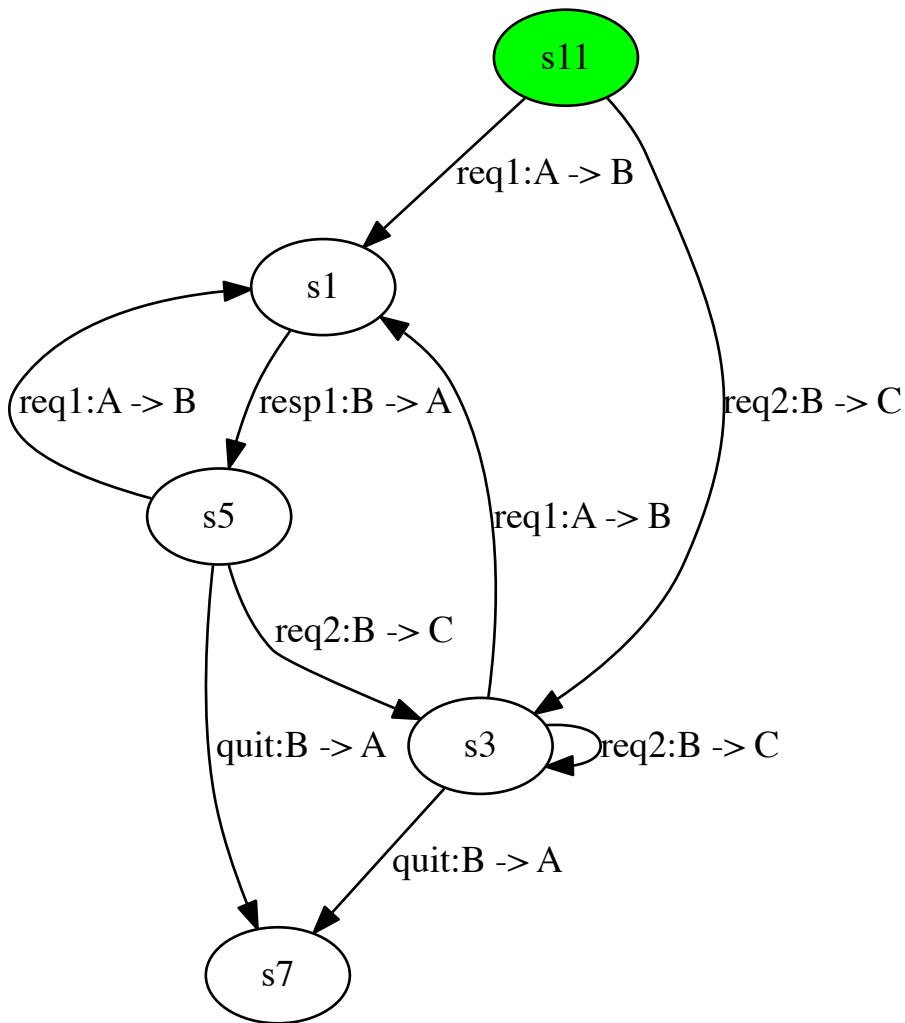 s11
req1:A -> B
s1
req1:A -> B
resp1:B -> A
req2:B -> C
s5
req1:A -> B
req2:B -> C
quit:B -> A
s3
req2:B -> C
quit:B -> A
s7